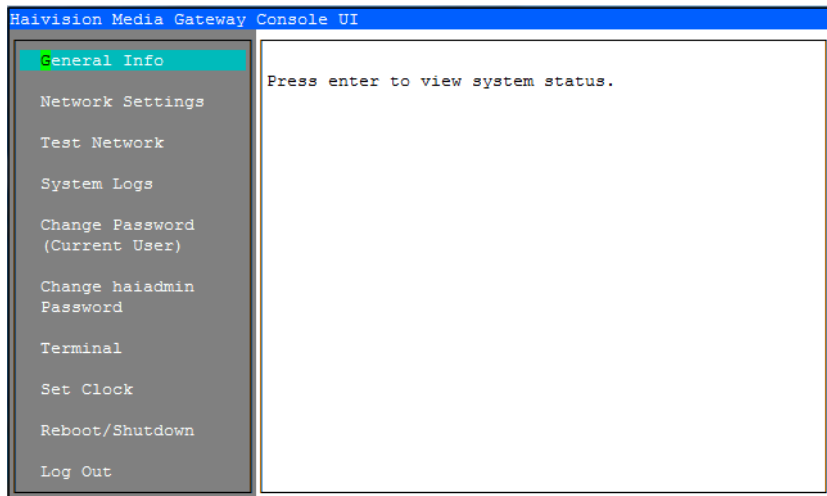 Haivision Media Gateway Console UI
General Info
Network Settings
Test Network
System Logs
Change Password
(Current User)
Change haiadmin
Password
Terminal
Set Clock
Reboot/Shutdown
Log Out
Press enter to view system status.